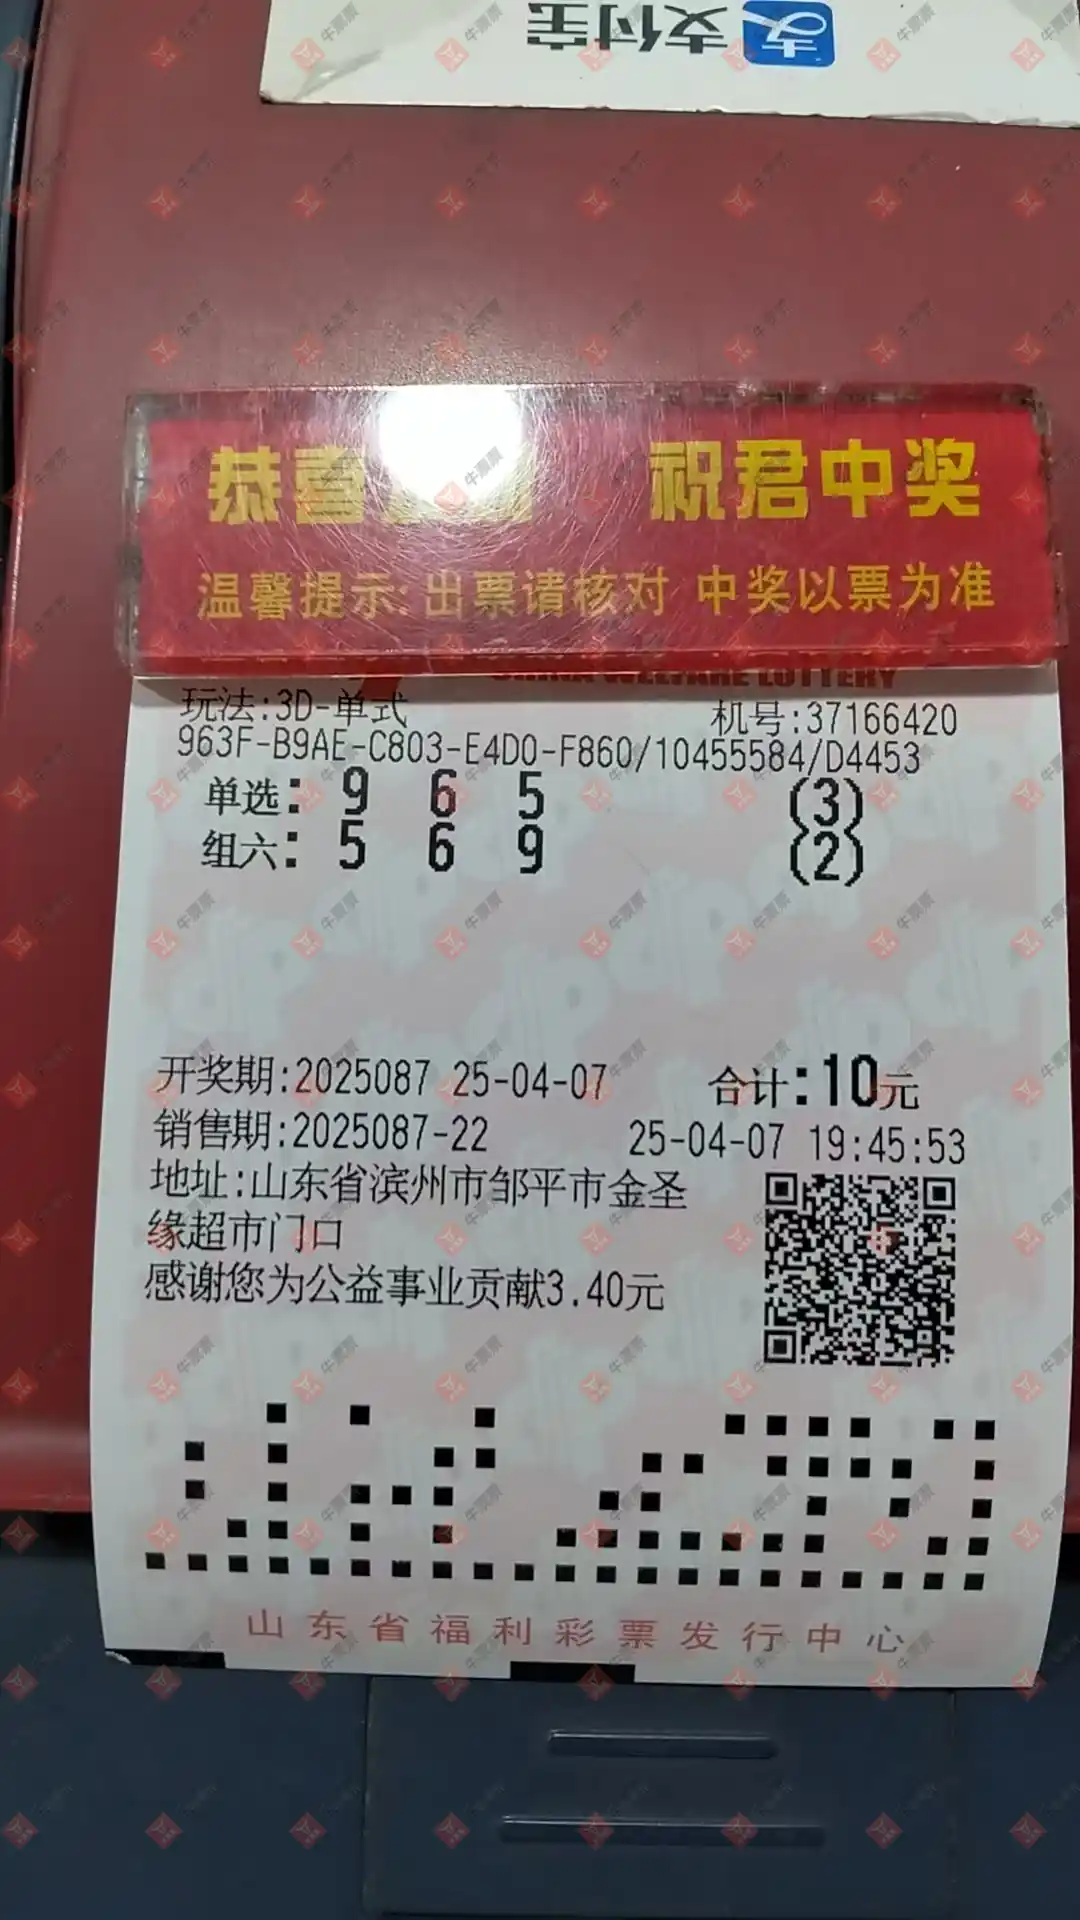 支付宝
恭喜 祝君中奖
温馨提示:出票请核对 中奖以票为准
CHINA WELFARE LOTTERY
玩法:3D-单式 机号:37166420
963F-B9AE-C803-E4D0-F860/10455584/D4453
单选: 9 6 5 (3)
组六: 5 6 9 (2)
开奖期:2025087 25-04-07 合计:10元
销售期:2025087-22 25-04-07 19:45:53
地址:山东省滨州市邹平市金圣
缘超市门口
感谢您为公益事业贡献3.40元
山东省福利彩票发行中心
牛票票